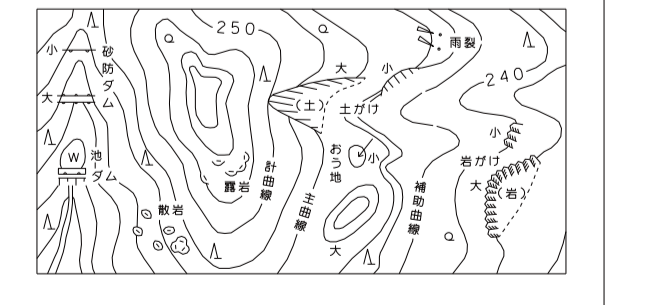 250
雨裂
小
砂防ダム
大
小
240
大
(土)
土がけ
小
おう地
小
岩がけ
W
池
ダム
大
(岩)
露岩
計曲線
主曲線
補助曲線
散岩
大